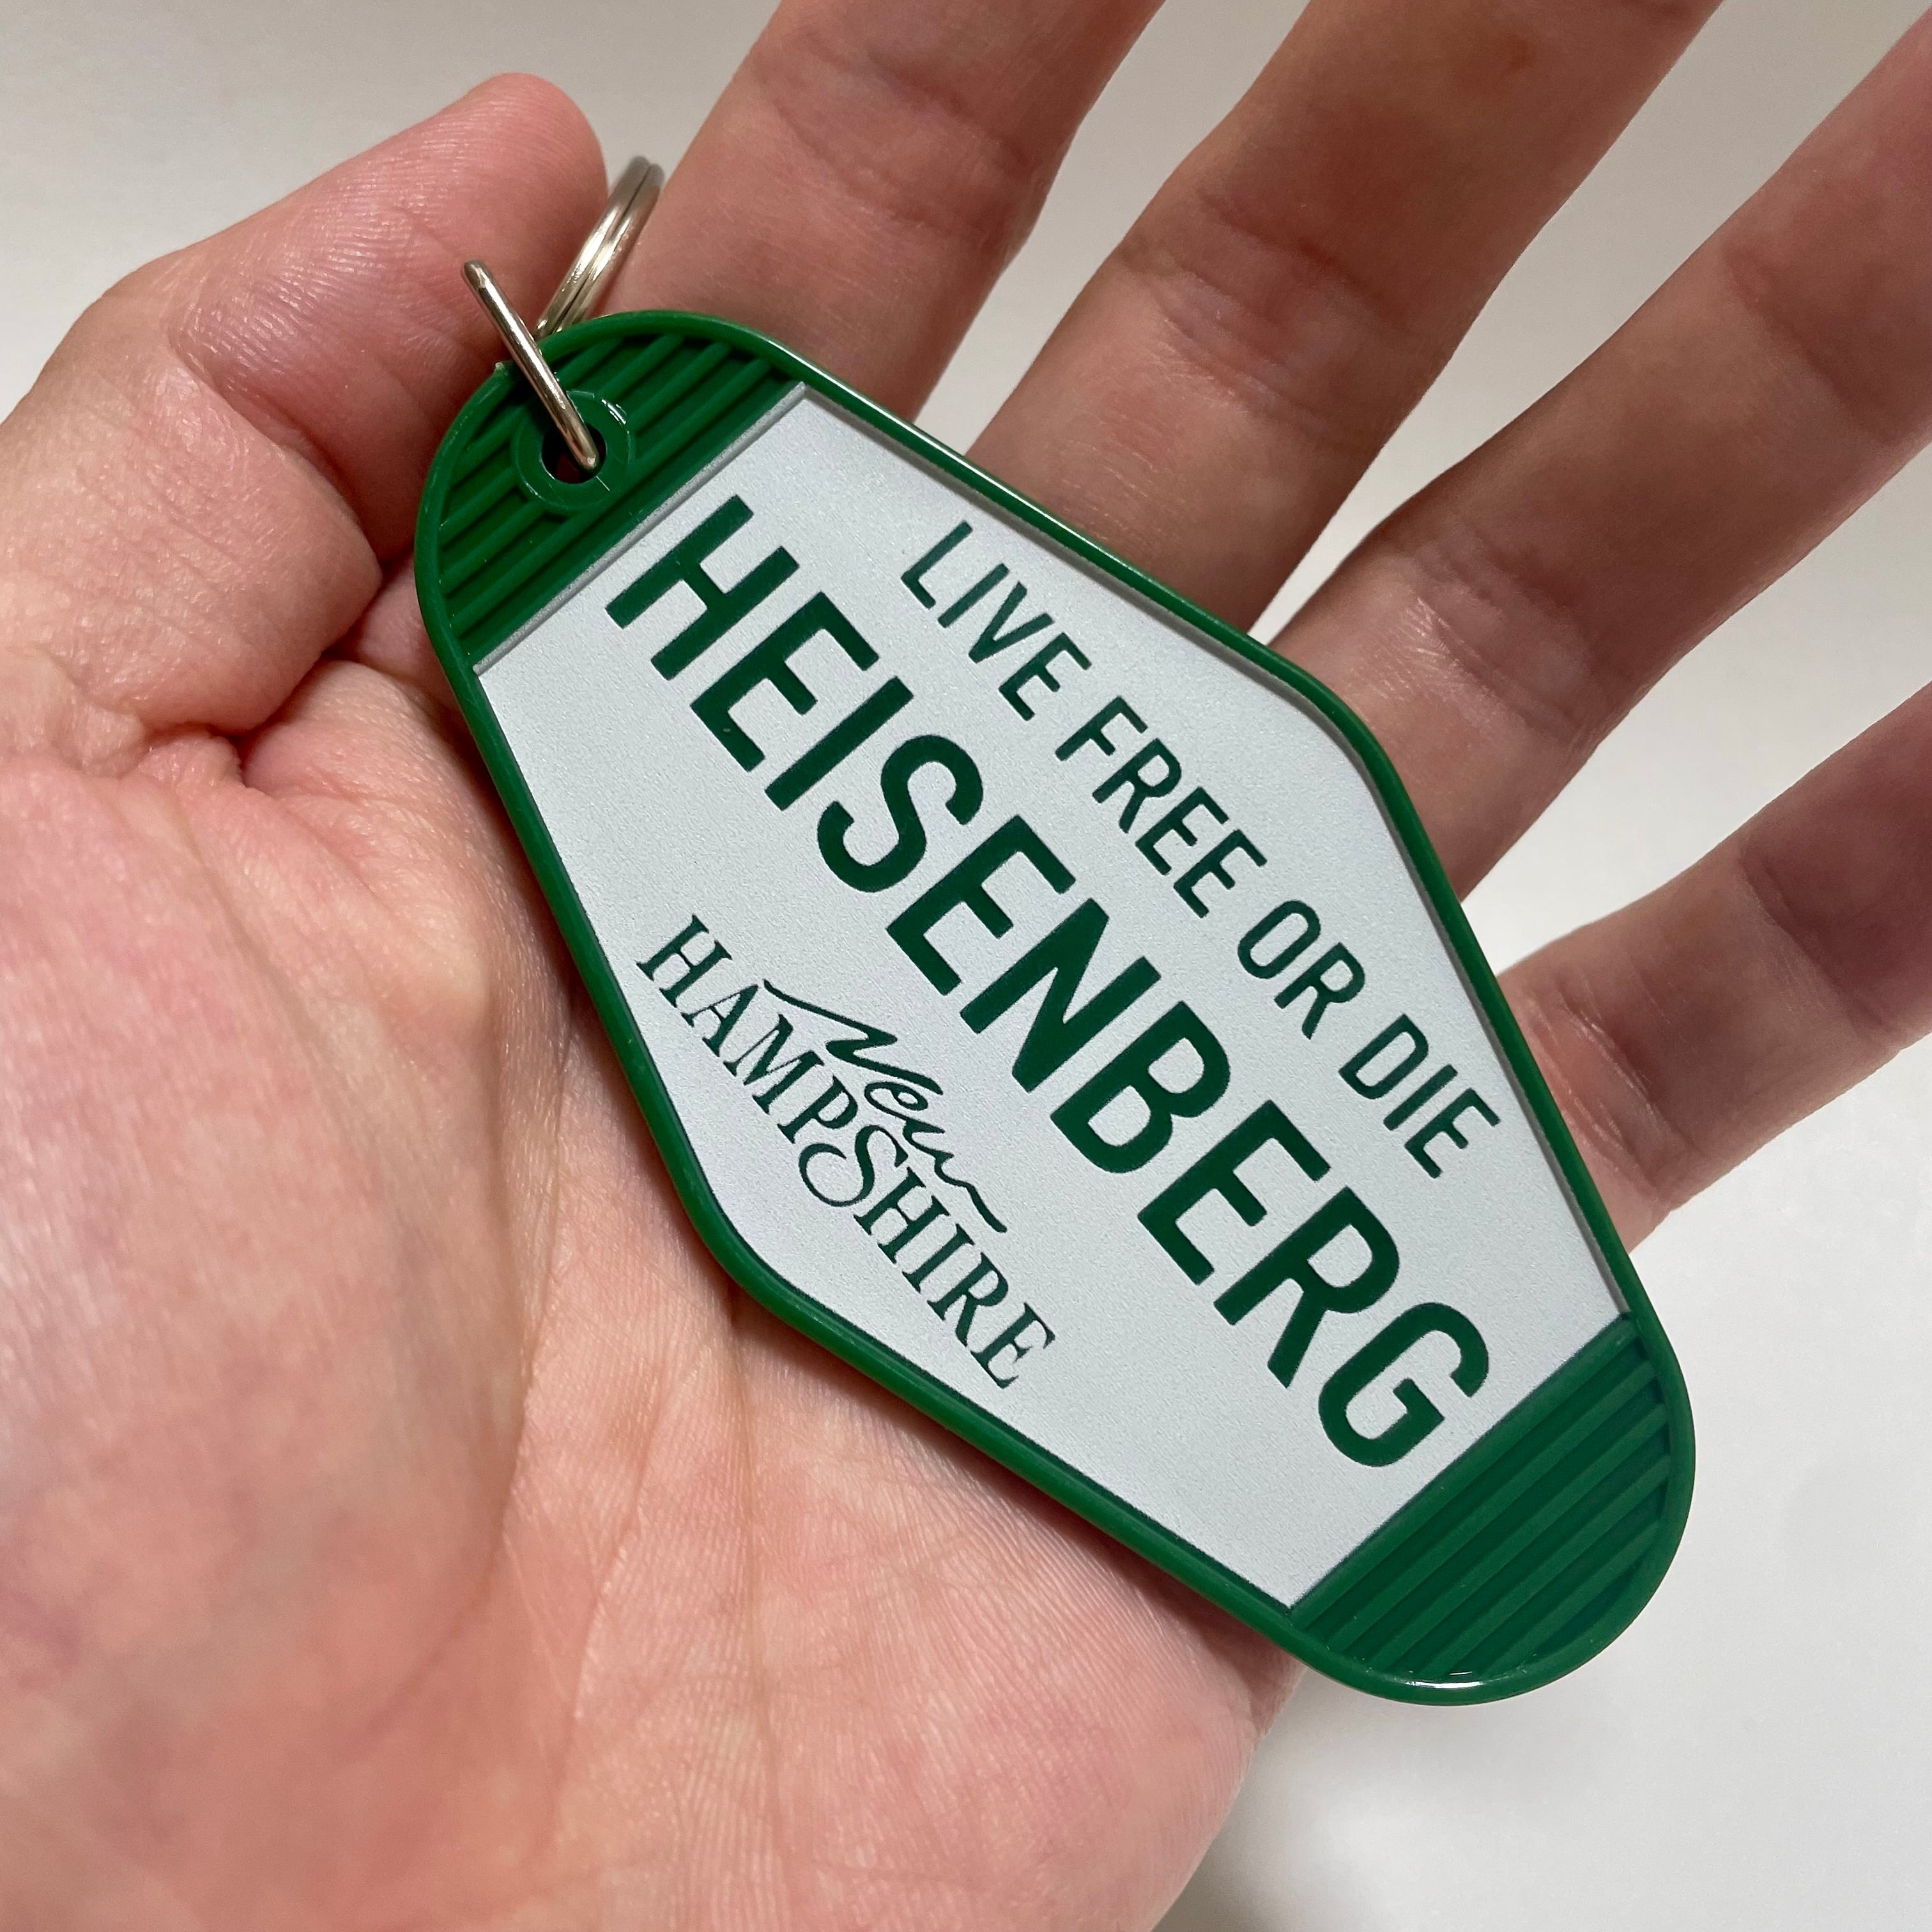 LIVE FREE OR DIE
HEISENBERG
New
HAMPSHIRE